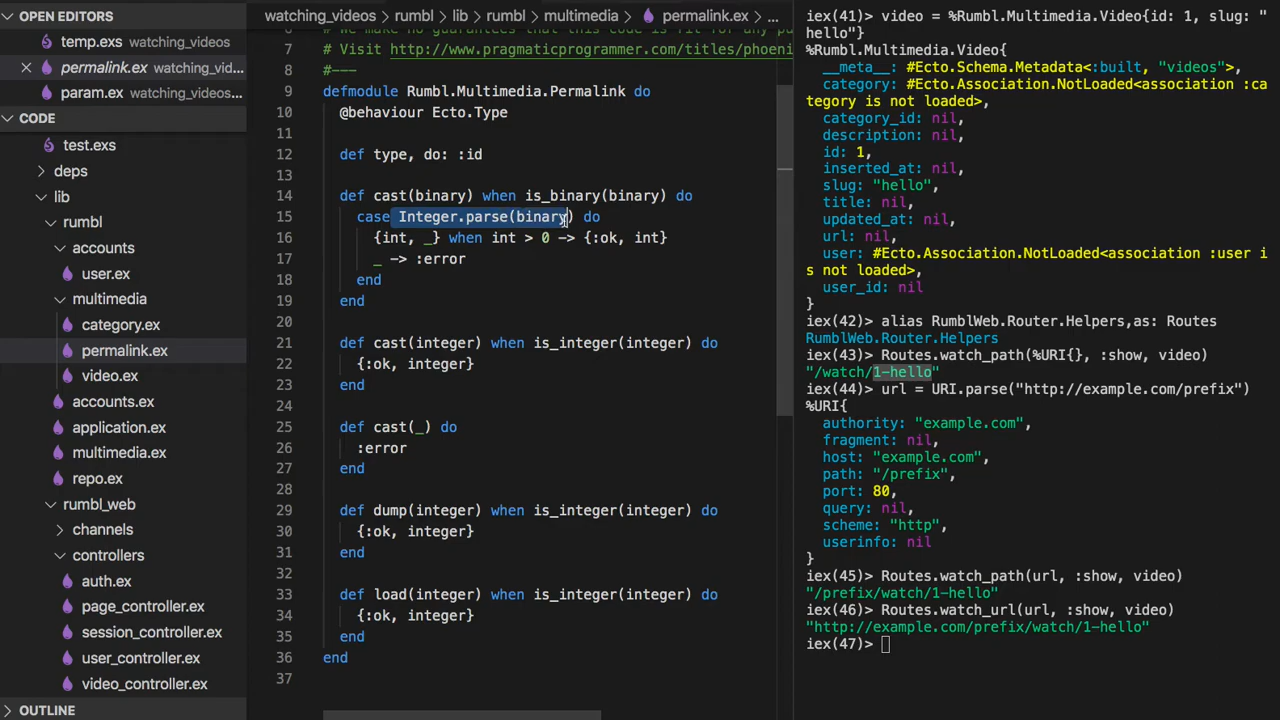 OPEN EDITORS
temp.exs watching_videos
permalink.ex watching_vid...
param.ex watching_videos...
CODE
test.exs
deps
lib
rumbl
accounts
user.ex
multimedia
category.ex
permalink.ex
video.ex
accounts.ex
application.ex
multimedia.ex
repo.ex
rumbl_web
channels
controllers
auth.ex
page_controller.ex
session_controller.ex
user_controller.ex
video_controller.ex
OUTLINE
watching_videos › rumbl › lib › rumbl › multimedia › permalink.ex ...
7 # Visit http://www.pragmaticprogrammer.com/titles/phoeni
8 #---
9 defmodule Rumbl.Multimedia.Permalink do
10 @behaviour Ecto.Type
11
12 def type, do: :id
13
14 def cast(binary) when is_binary(binary) do
15 case Integer.parse(binary) do
16 {int, _} when int > 0 -> {:ok, int}
17 _ -> :error
18 end
19 end
20
21 def cast(integer) when is_integer(integer) do
22 {:ok, integer}
23 end
24
25 def cast(_) do
26 :error
27 end
28
29 def dump(integer) when is_integer(integer) do
30 {:ok, integer}
31 end
32
33 def load(integer) when is_integer(integer) do
34 {:ok, integer}
35 end
36 end
37
iex(41)> video = %Rumbl.Multimedia.Video{id: 1, slug: "
hello"}
%Rumbl.Multimedia.Video{
__meta__: #Ecto.Schema.Metadata<:built, "videos">,
category: #Ecto.Association.NotLoaded<association :ca
tegory is not loaded>,
category_id: nil,
description: nil,
id: 1,
inserted_at: nil,
slug: "hello",
title: nil,
updated_at: nil,
url: nil,
user: #Ecto.Association.NotLoaded<association :user i
s not loaded>,
user_id: nil
}
iex(42)> alias RumblWeb.Router.Helpers,as: Routes
RumblWeb.Router.Helpers
iex(43)> Routes.watch_path(%URI{}, :show, video)
"/watch/1-hello"
iex(44)> url = URI.parse("http://example.com/prefix")
%URI{
authority: "example.com",
fragment: nil,
host: "example.com",
path: "/prefix",
port: 80,
query: nil,
scheme: "http",
userinfo: nil
}
iex(45)> Routes.watch_path(url, :show, video)
"/prefix/watch/1-hello"
iex(46)> Routes.watch_url(url, :show, video)
"http://example.com/prefix/watch/1-hello"
iex(47)>